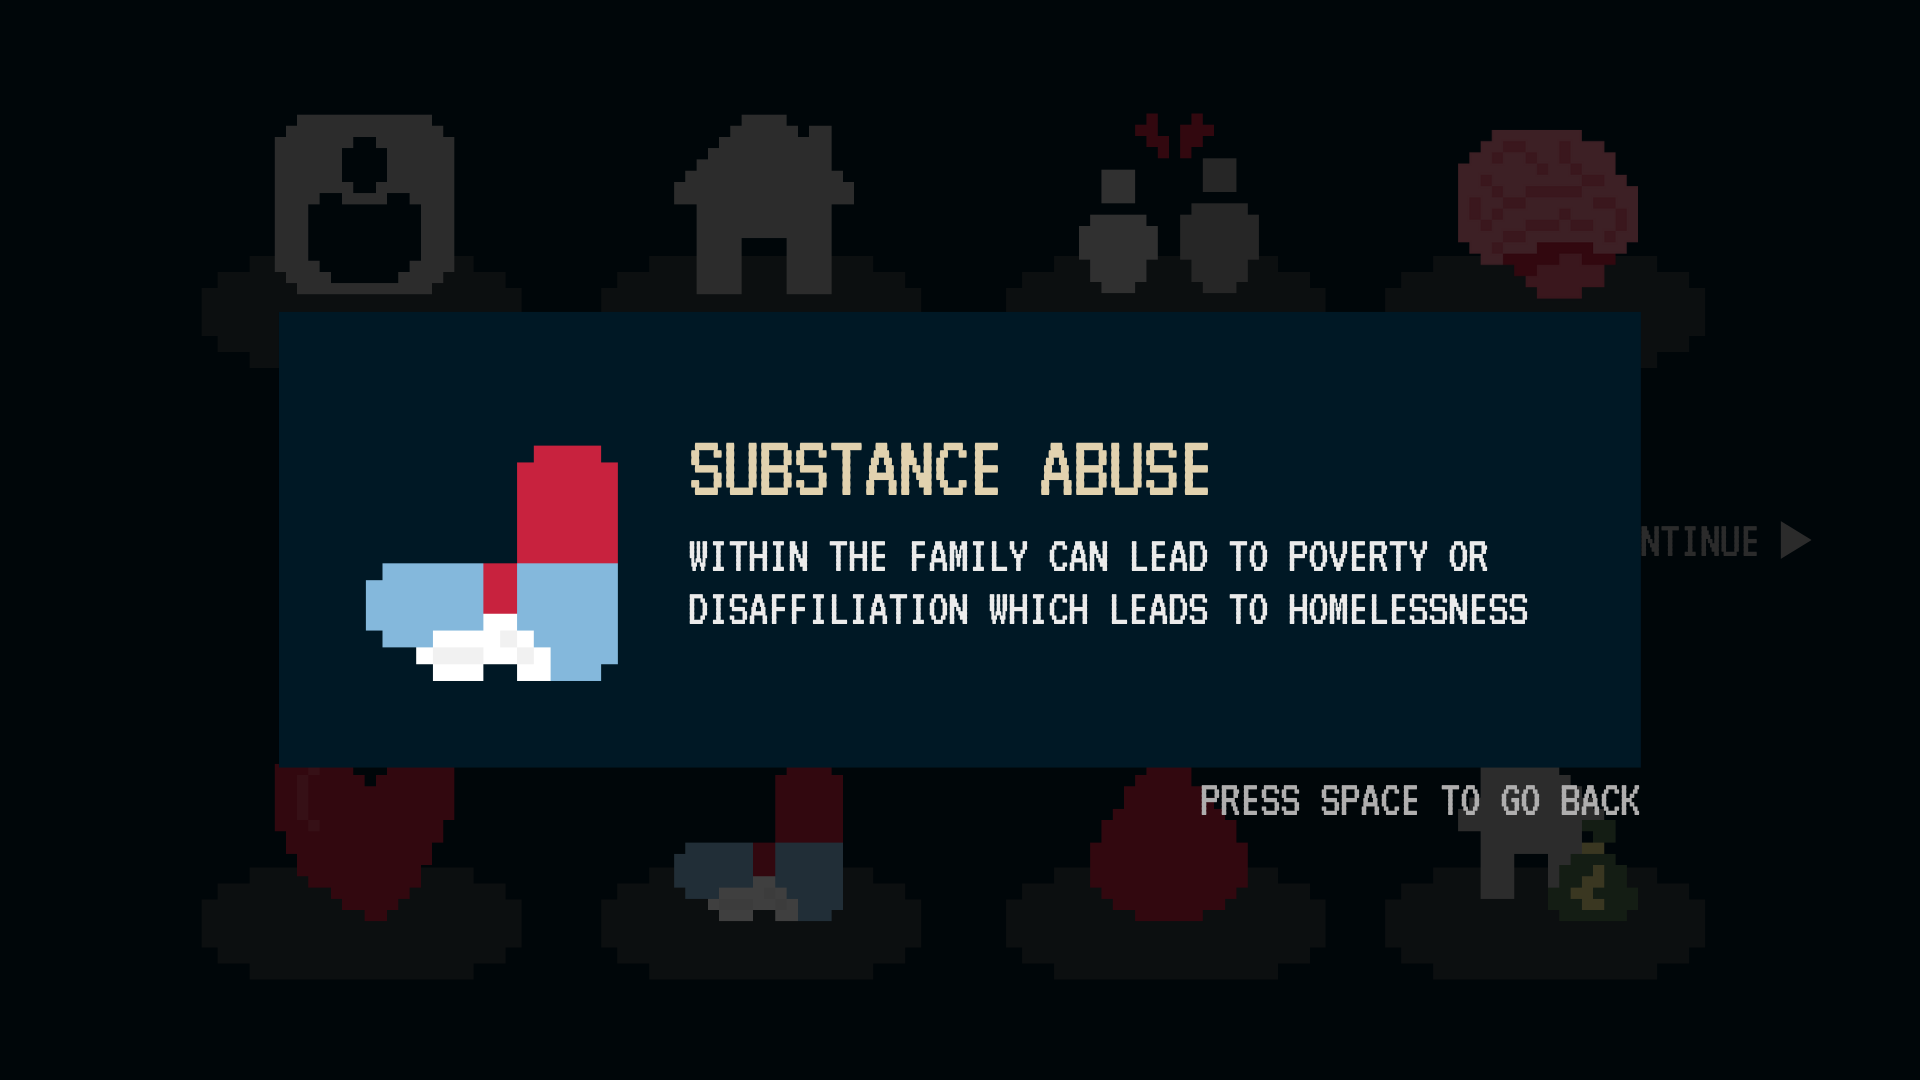 SUBSTANCE ABUSE
WITHIN THE FAMILY CAN LEAD TO POVERTY OR
DISAFFILIATION WHICH LEADS TO HOMELESSNESS
NTINUE
PRESS SPACE TO GO BACK